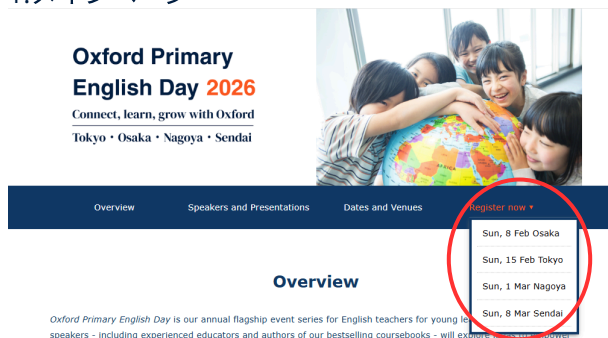 Oxford Primary
English Day 2026
Connect, learn, grow with Oxford
Tokyo・Osaka・Nagoya・Sendai
Overview
Speakers and Presentations
Dates and Venues
Register now ▾
Sun, 8 Feb Osaka
Sun, 15 Feb Tokyo
Sun, 1 Mar Nagoya
Sun, 8 Mar Sendai
Overview
Oxford Primary English Day is our annual flagship event series for English teachers for young
speakers - including experienced educators and authors of our bestselling coursebooks - will